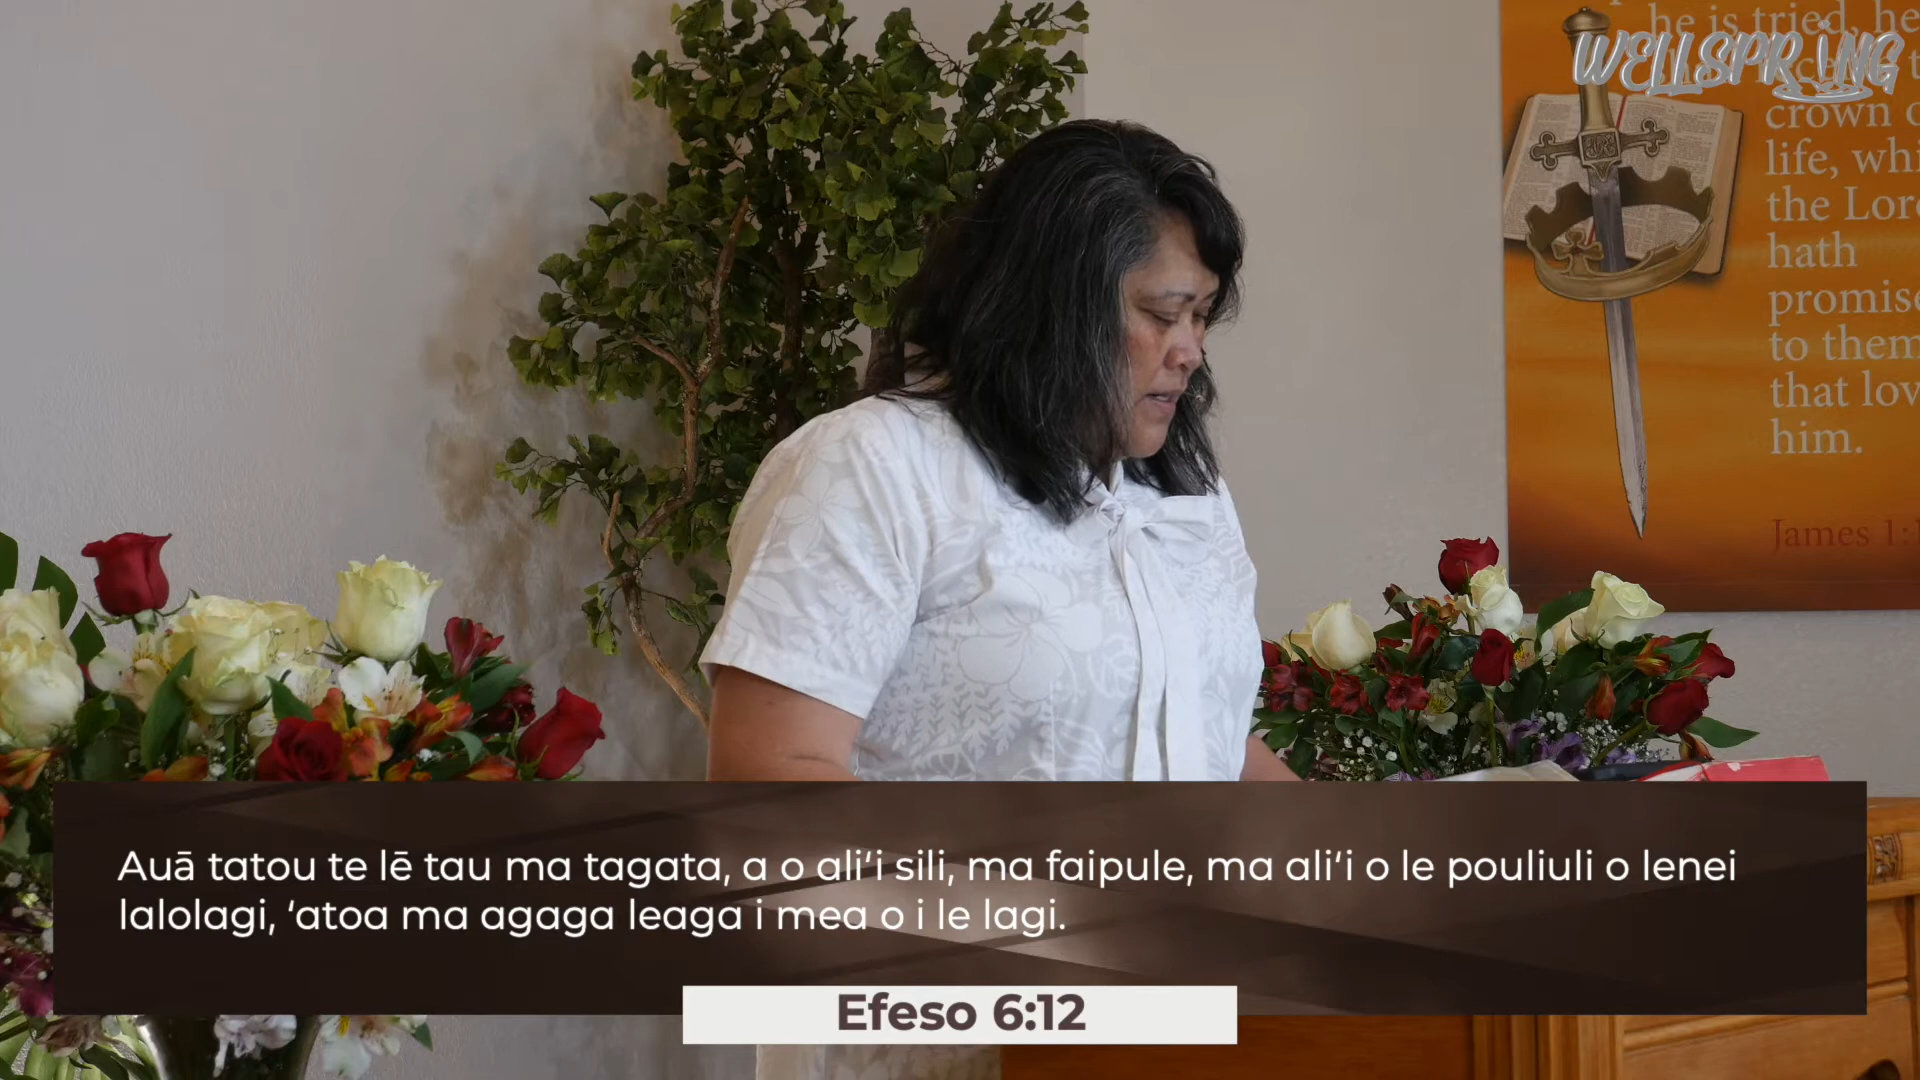 he is tried, he
WELLSPRING
crown o
life, whi
the Lor
hath
promise
to them
that lov
him.
James 1:1
Auā tatou te lē tau ma tagata, a o ali‘i sili, ma faipule, ma ali‘i o le pouliuli o lenei
lalolagi, ‘atoa ma agaga leaga i mea o i le lagi.
Efeso 6:12